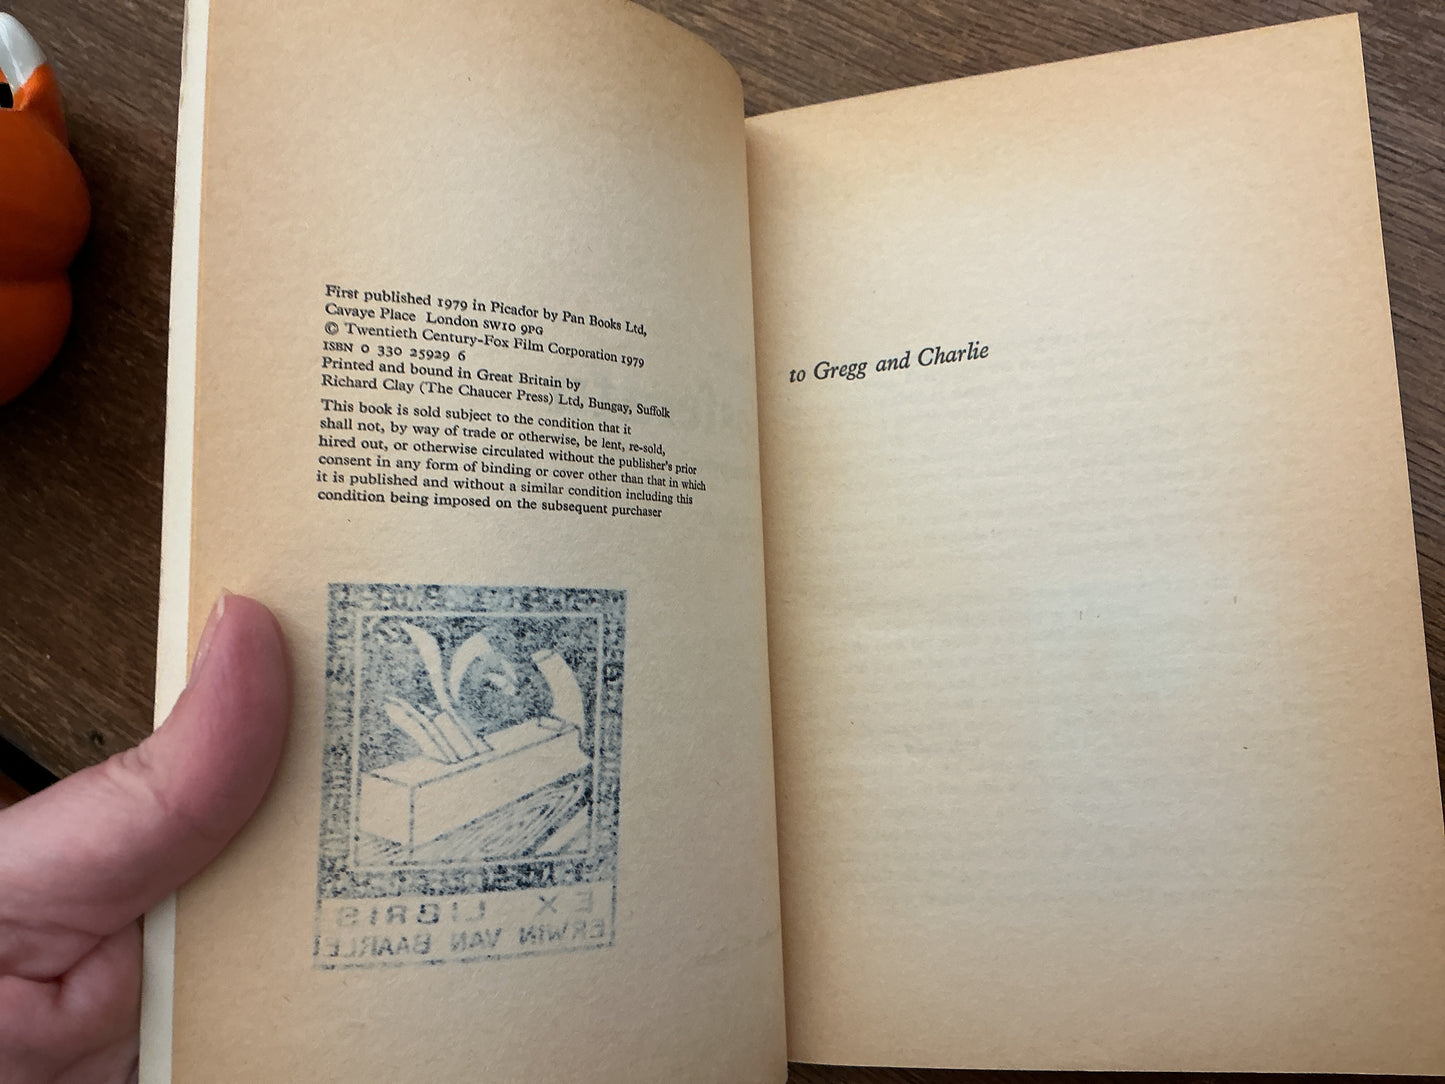 First published 1979 in Picador by Pan Books Ltd,
Cavaye Place London SW10 9PG
© Twentieth Century-Fox Film Corporation 1979
ISBN 0 330 25929 6
Printed and bound in Great Britain by
Richard Clay (The Chaucer Press) Ltd, Bungay, Suffolk
This book is sold subject to the condition that it
shall not, by way of trade or otherwise, be lent, re-sold,
hired out, or otherwise circulated without the publisher's prior
consent in any form of binding or cover other than that in which
it is published and without a similar condition including this
condition being imposed on the subsequent purchaser
EX LIBRIS
ERWIN VAN
to Gregg and Charlie